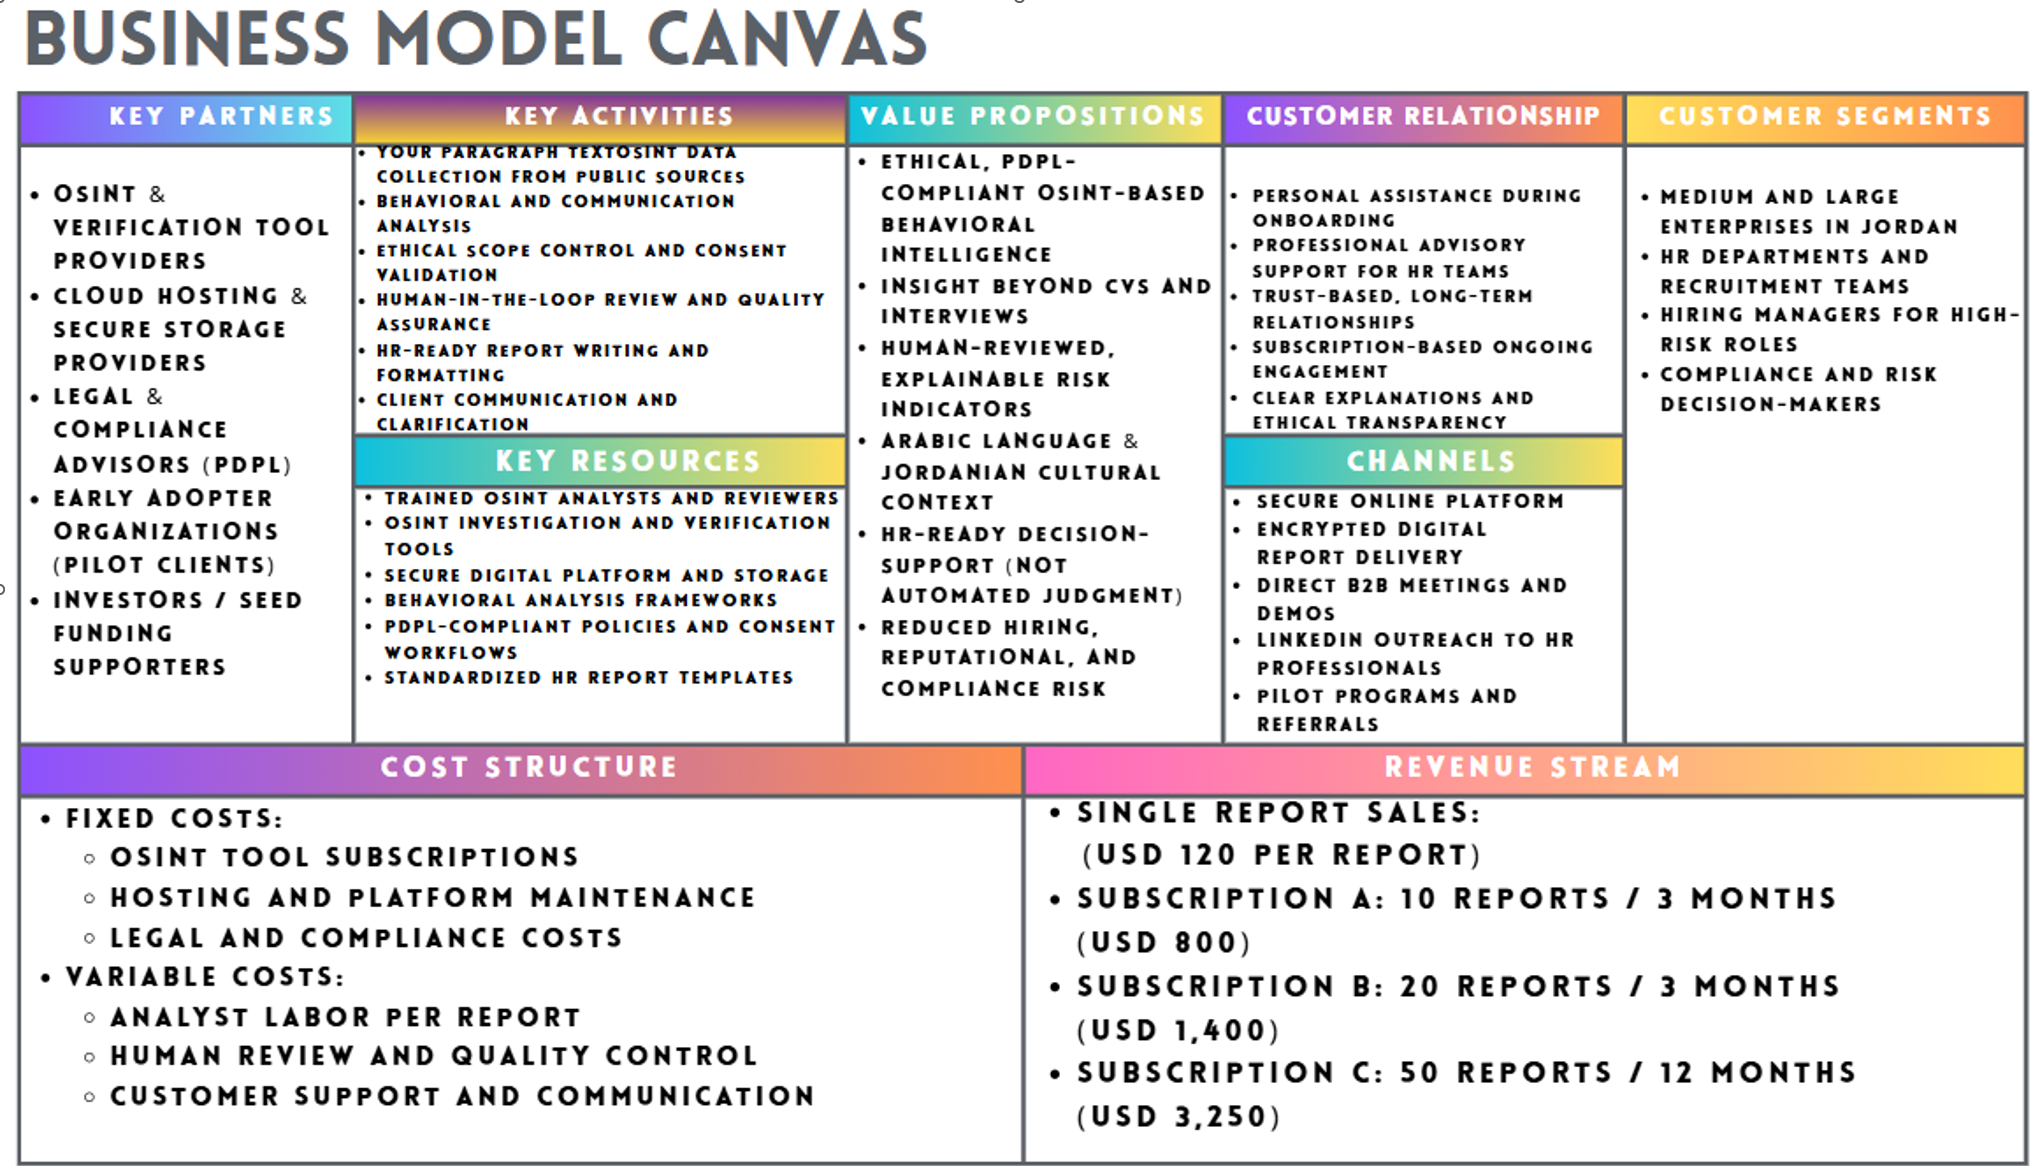 BUSINESS MODEL CANVAS
KEY PARTNERS
• OSINT &
VERIFICATION TOOL
PROVIDERS
• CLOUD HOSTING &
SECURE STORAGE
PROVIDERS
• LEGAL &
COMPLIANCE
ADVISORS (PDPL)
• EARLY ADOPTER
ORGANIZATIONS
(PILOT CLIENTS)
• INVESTORS / SEED
FUNDING
SUPPORTERS
KEY ACTIVITIES
• YOUR PARAGRAPH TEXTOSINT DATA
COLLECTION FROM PUBLIC SOURCES
• BEHAVIORAL AND COMMUNICATION
ANALYSIS
• ETHICAL SCOPE CONTROL AND CONSENT
VALIDATION
• HUMAN-IN-THE-LOOP REVIEW AND QUALITY
ASSURANCE
• HR-READY REPORT WRITING AND
FORMATTING
• CLIENT COMMUNICATION AND
CLARIFICATION
KEY RESOURCES
• TRAINED OSINT ANALYSTS AND REVIEWERS
• OSINT INVESTIGATION AND VERIFICATION
TOOLS
• SECURE DIGITAL PLATFORM AND STORAGE
• BEHAVIORAL ANALYSIS FRAMEWORKS
• PDPL-COMPLIANT POLICIES AND CONSENT
WORKFLOWS
• STANDARDIZED HR REPORT TEMPLATES
VALUE PROPOSITIONS
• ETHICAL, PDPL-
COMPLIANT OSINT-BASED
BEHAVIORAL
INTELLIGENCE
• INSIGHT BEYOND CVS AND
INTERVIEWS
• HUMAN-REVIEWED,
EXPLAINABLE RISK
INDICATORS
• ARABIC LANGUAGE &
JORDANIAN CULTURAL
CONTEXT
• HR-READY DECISION-
SUPPORT (NOT
AUTOMATED JUDGMENT)
• REDUCED HIRING,
REPUTATIONAL, AND
COMPLIANCE RISK
CUSTOMER RELATIONSHIP
• PERSONAL ASSISTANCE DURING
ONBOARDING
• PROFESSIONAL ADVISORY
SUPPORT FOR HR TEAMS
• TRUST-BASED, LONG-TERM
RELATIONSHIPS
• SUBSCRIPTION-BASED ONGOING
ENGAGEMENT
• CLEAR EXPLANATIONS AND
ETHICAL TRANSPARENCY
CHANNELS
• SECURE ONLINE PLATFORM
• ENCRYPTED DIGITAL
REPORT DELIVERY
• DIRECT B2B MEETINGS AND
DEMOS
• LINKEDIN OUTREACH TO HR
PROFESSIONALS
• PILOT PROGRAMS AND
REFERRALS
CUSTOMER SEGMENTS
• MEDIUM AND LARGE
ENTERPRISES IN JORDAN
• HR DEPARTMENTS AND
RECRUITMENT TEAMS
• HIRING MANAGERS FOR HIGH-
RISK ROLES
• COMPLIANCE AND RISK
DECISION-MAKERS
COST STRUCTURE
• FIXED COSTS:
○ OSINT TOOL SUBSCRIPTIONS
○ HOSTING AND PLATFORM MAINTENANCE
○ LEGAL AND COMPLIANCE COSTS
• VARIABLE COSTS:
○ ANALYST LABOR PER REPORT
○ HUMAN REVIEW AND QUALITY CONTROL
○ CUSTOMER SUPPORT AND COMMUNICATION
REVENUE STREAM
• SINGLE REPORT SALES:
(USD 120 PER REPORT)
• SUBSCRIPTION A: 10 REPORTS / 3 MONTHS
(USD 800)
• SUBSCRIPTION B: 20 REPORTS / 3 MONTHS
(USD 1,400)
• SUBSCRIPTION C: 50 REPORTS / 12 MONTHS
(USD 3,250)